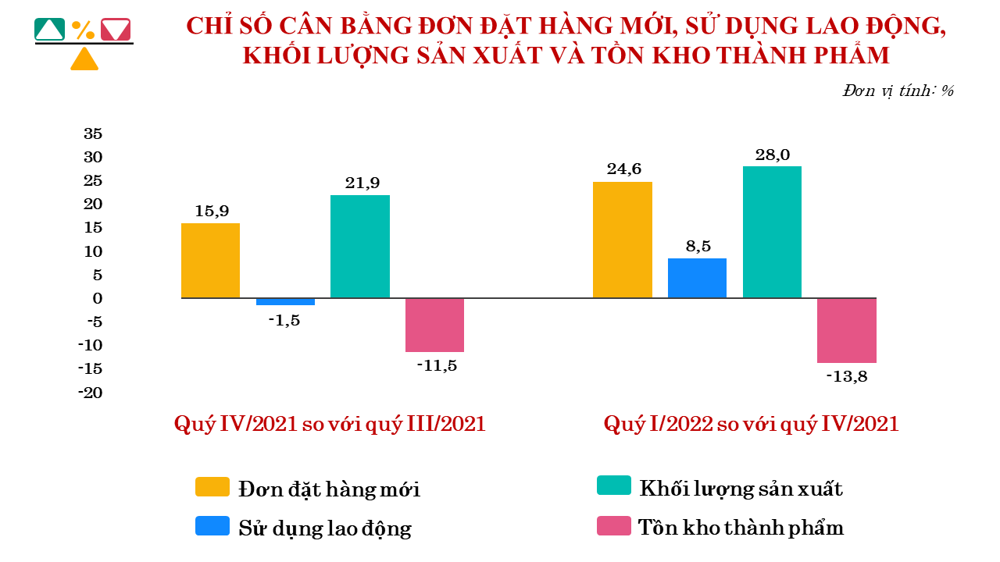 %
CHỈ SỐ CÂN BẰNG ĐƠN ĐẶT HÀNG MỚI, SỬ DỤNG LAO ĐỘNG,
KHỐI LƯỢNG SẢN XUẤT VÀ TỒN KHO THÀNH PHẨM
Đơn vị tính: %
35
30
25
20
15
10
5
0
-5
-10
-15
-20
15,9
-1,5
21,9
-11,5
24,6
8,5
28,0
-13,8
Quý IV/2021 so với quý III/2021
Quý I/2022 so với quý IV/2021
Đơn đặt hàng mới
Khối lượng sản xuất
Sử dụng lao động
Tồn kho thành phẩm